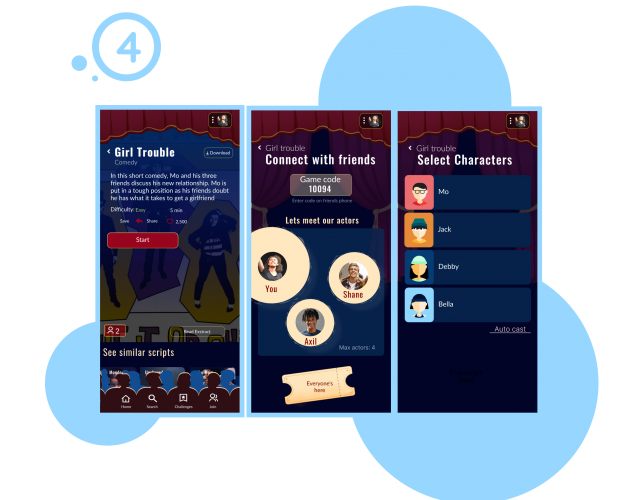 4
Girl Trouble
Download
Comedy
In this short comedy, Mo and his three
friends discuss his new relationship. Mo is
put in a tough position as his friends doubt
he has what it takes to get a girlfriend
Difficulty: Easy 5 min
Save Share 2,500
Start
2
Read Extract
See similar scripts
Home Search Challenges Join
Girl trouble
Connect with friends
Game code
10094
Enter code on friends phone
Lets meet our actors
You
Shane
Axil
Max actors: 4
Everyone's
here
Girl trouble
Select Characters
Mo
Jack
Debby
Bella
Auto cast